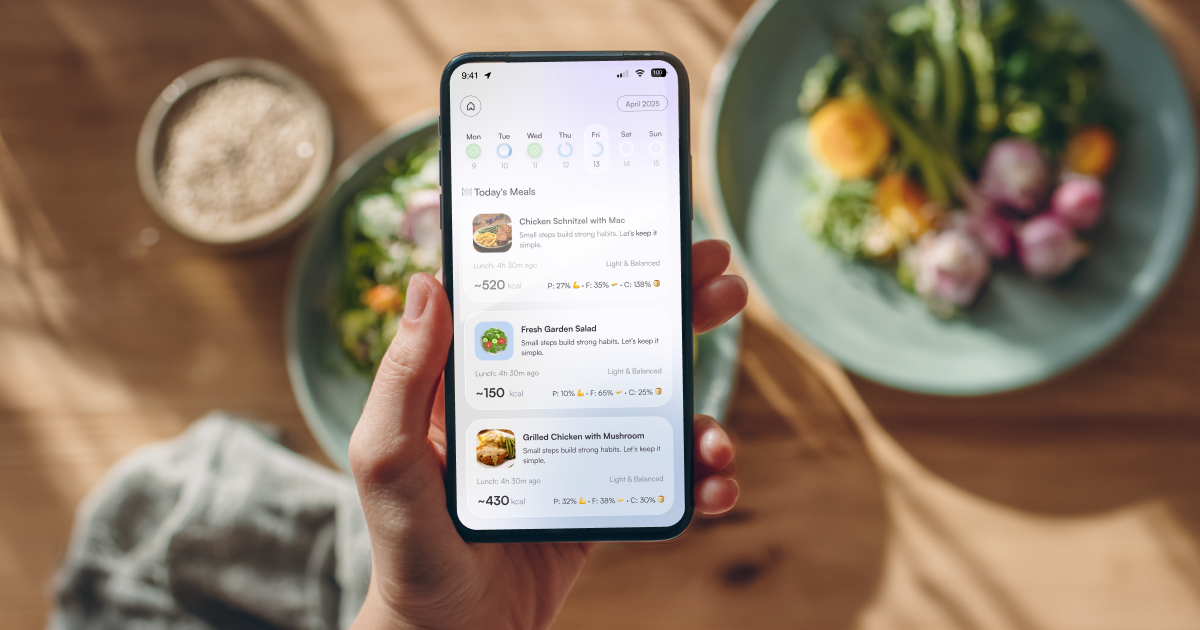 9:41
100
April 2025
Mon Tue Wed Thu Fri Sat Sun
9 10 11 12 13 14 15
🍽 Today's Meals
Chicken Schnitzel with Mac
Small steps build strong habits. Let's keep it
simple.
Lunch: 4h 30m ago Light & Balanced
~520 kcal P: 27% 💪 · F: 35% 🧈 · C: 138% 🍞
Fresh Garden Salad
Small steps build strong habits. Let's keep it
simple.
Lunch: 4h 30m ago Light & Balanced
~150 kcal P: 10% 💪 · F: 65% 🧈 · C: 25% 🍞
Grilled Chicken with Mushroom
Small steps build strong habits. Let's keep it
simple.
Lunch: 4h 30m ago Light & Balanced
~430 kcal P: 32% 💪 · F: 38% 🧈 · C: 30% 🍞